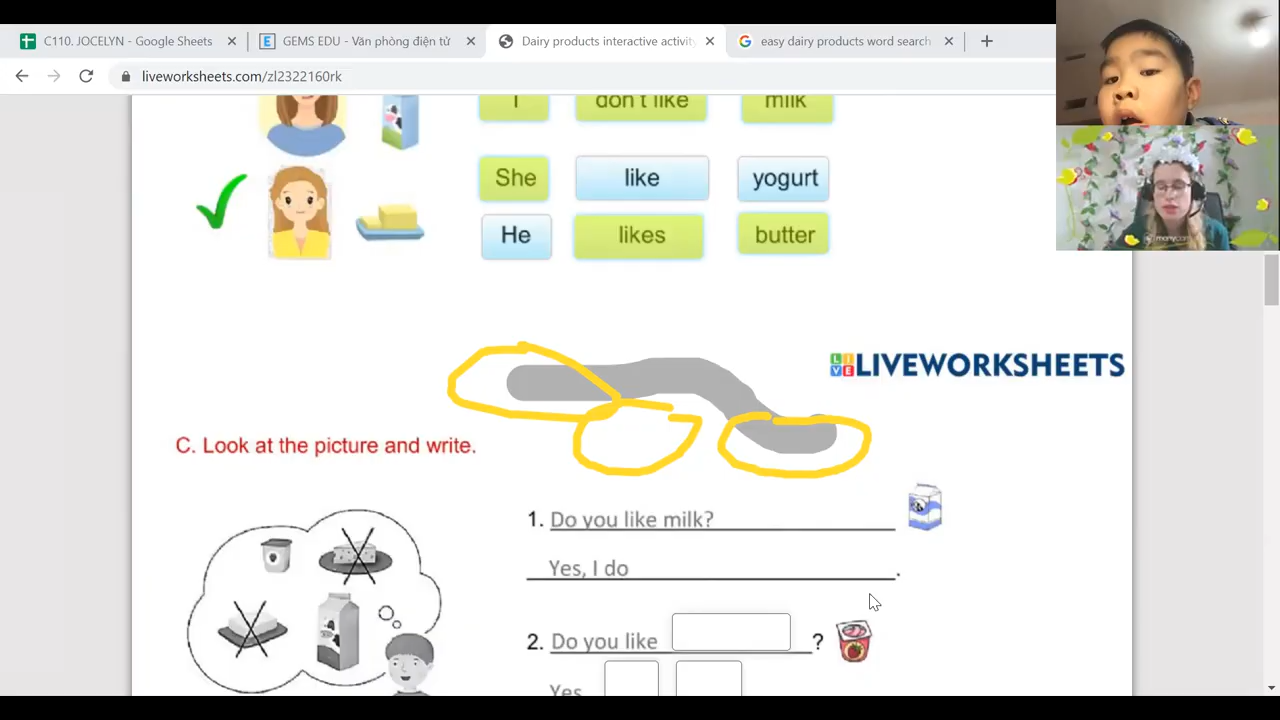 C110. JOCELYN - Google Sheets
GEMS EDU - Văn phòng điện tử
Dairy products interactive activity
easy dairy products word search
liveworksheets.com/zl2322160rk
I don't like milk
She like yogurt
He likes butter
LIVEWORKSHEETS
C. Look at the picture and write.
1. Do you like milk?
Yes, I do.
2. Do you like ?
Yes
manycam